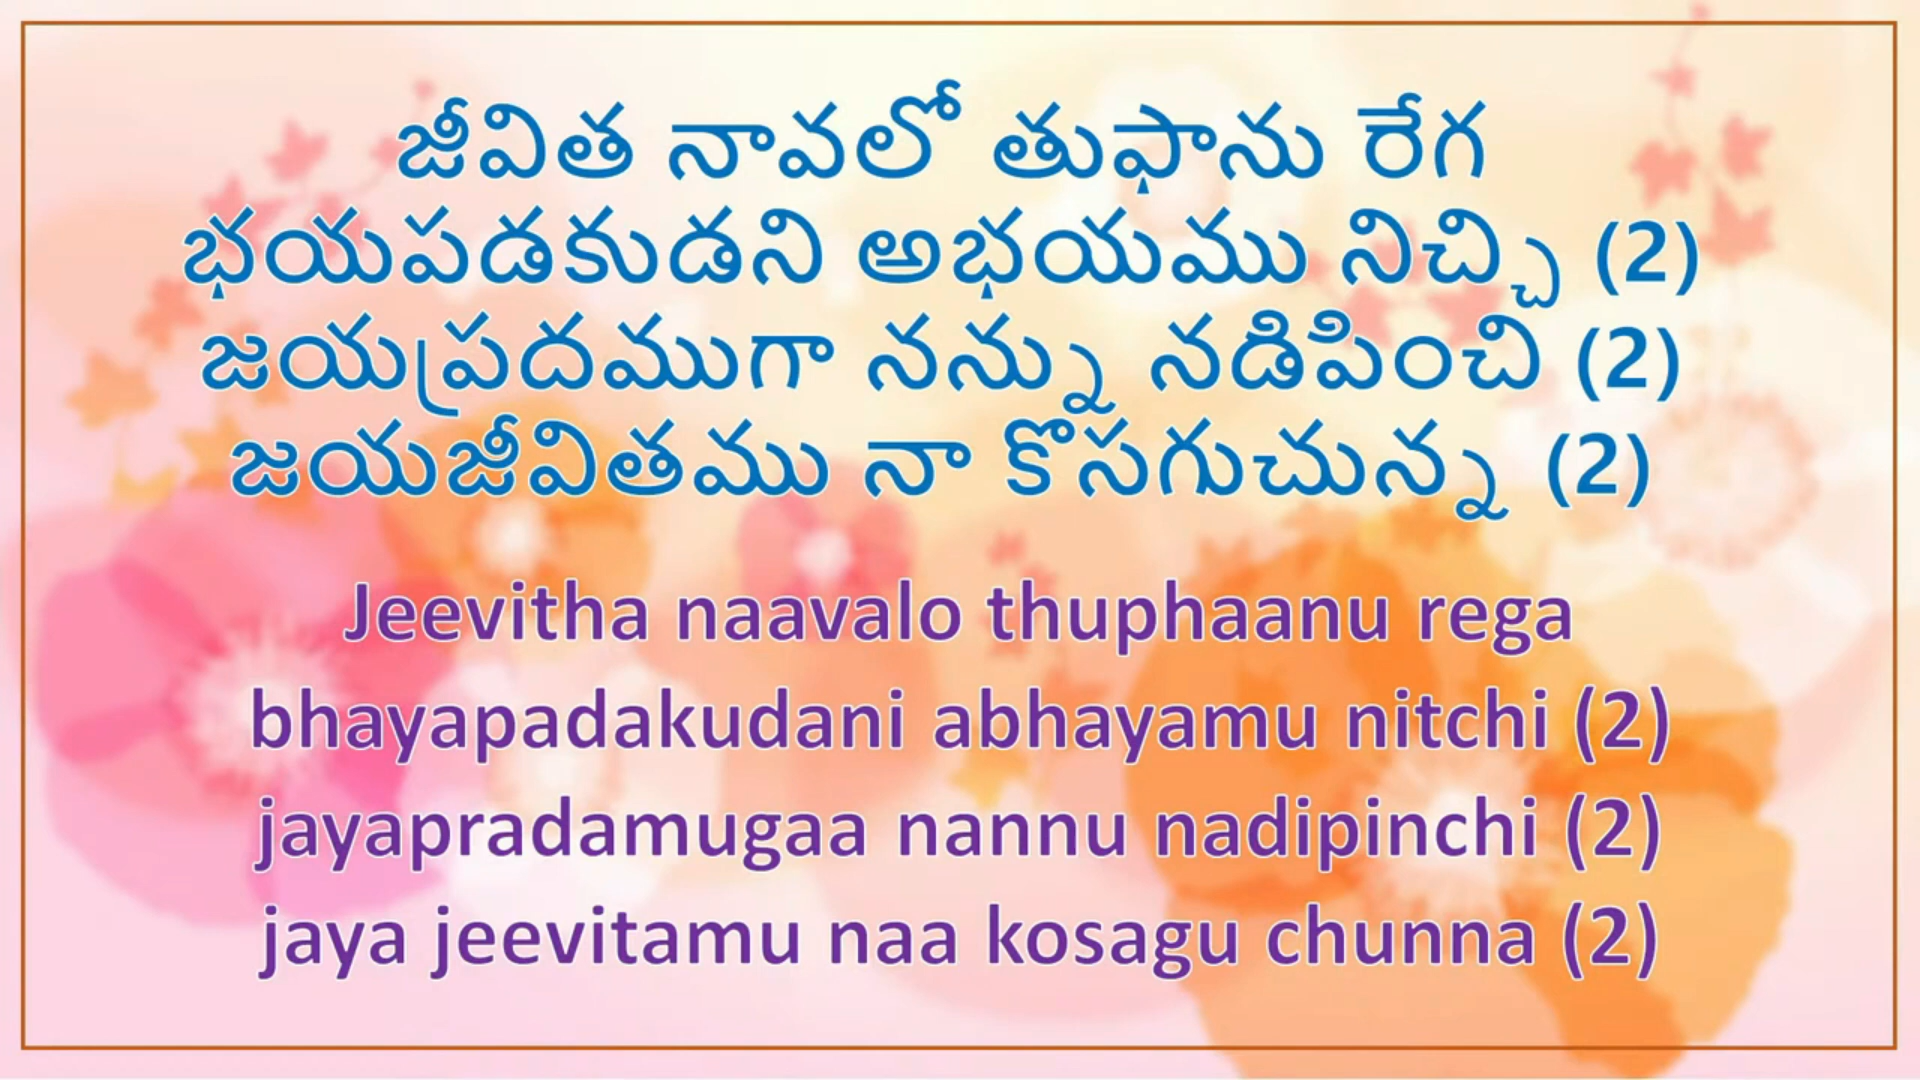 జీవిత నావలో తుఫాను రేగ
భయపడకుడని అభయము నిచ్చి (2)
జయప్రదముగా నన్ను నడిపించి (2)
జయజీవితము నా కొసగుచున్న (2)
Jeevitha naavalo thuphaanu rega
bhayapadakudani abhayamu nitchi (2)
jayapradamugaa nannu nadipinchi (2)
jaya jeevitamu naa kosagu chunna (2)